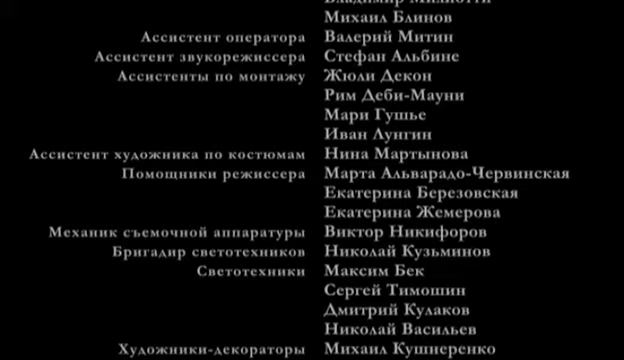 Владимир Милиотти
Михаил Блинов
Ассистент оператора Валерий Митин
Ассистент звукорежиссера Стефан Альбине
Ассистенты по монтажу Жюли Декон
Рим Деби-Мауни
Мари Гушье
Иван Лунгин
Ассистент художника по костюмам Нина Мартынова
Помощники режиссера Марта Альварадо-Червинская
Екатерина Березовская
Екатерина Жемерова
Механик съемочной аппаратуры Виктор Никифоров
Бригадир светотехников Николай Кузьминов
Светотехники Максим Бек
Сергей Тимошин
Дмитрий Кулаков
Николай Васильев
Художники-декораторы Михаил Кушнеренко